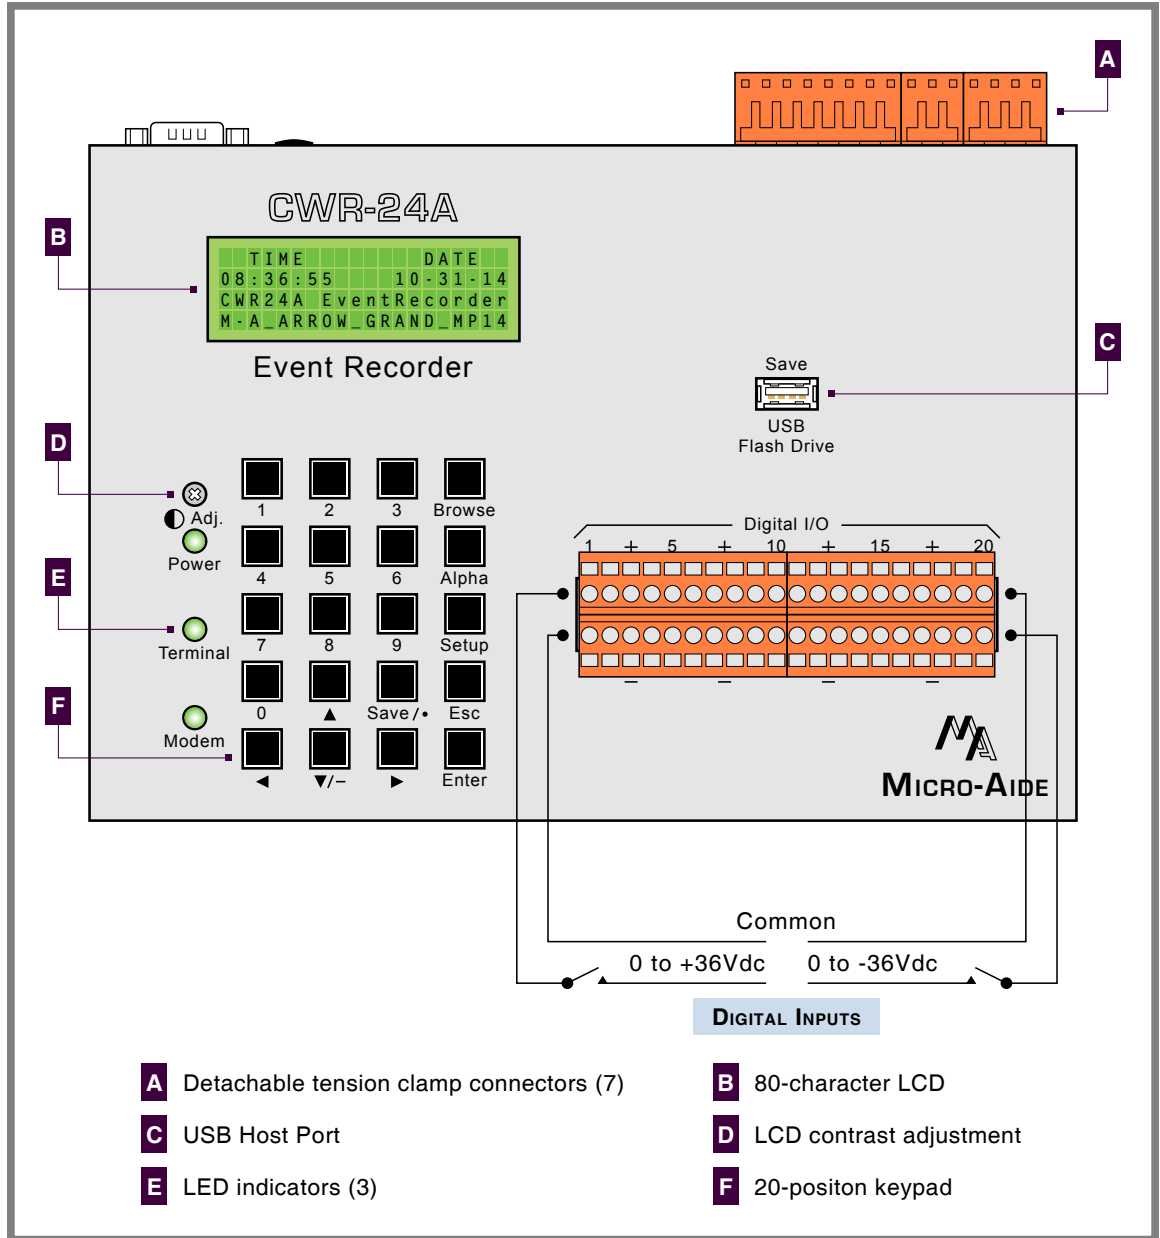 A
CWR-24A
B
TIME DATE
08:36:55 10-31-14
CWR24A EventRecorder
M-A_ARROW_GRAND_MP14
Event Recorder
C
Save
USB
Flash Drive
D
Adj.
1 2 3 Browse
Power
4 5 6 Alpha
E
Terminal
7 8 9 Setup
F
Modem
0 ▲ Save/• Esc
◀ ▼/– ▶ Enter
Digital I/O
1 + 5 + 10 + 15 + 20
– – – –
MA
MICRO-AIDE
Common
0 to +36Vdc 0 to -36Vdc
DIGITAL INPUTS
A Detachable tension clamp connectors (7)
B 80-character LCD
C USB Host Port
D LCD contrast adjustment
E LED indicators (3)
F 20-positon keypad